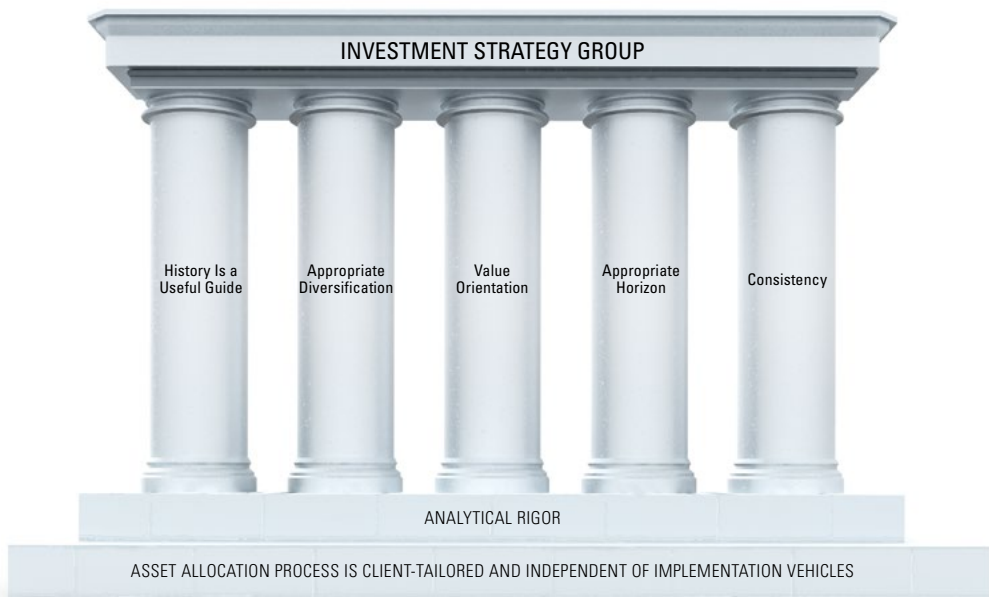 INVESTMENT STRATEGY GROUP
History Is a
Useful Guide
Appropriate
Diversification
Value
Orientation
Appropriate
Horizon
Consistency
ANALYTICAL RIGOR
ASSET ALLOCATION PROCESS IS CLIENT-TAILORED AND INDEPENDENT OF IMPLEMENTATION VEHICLES